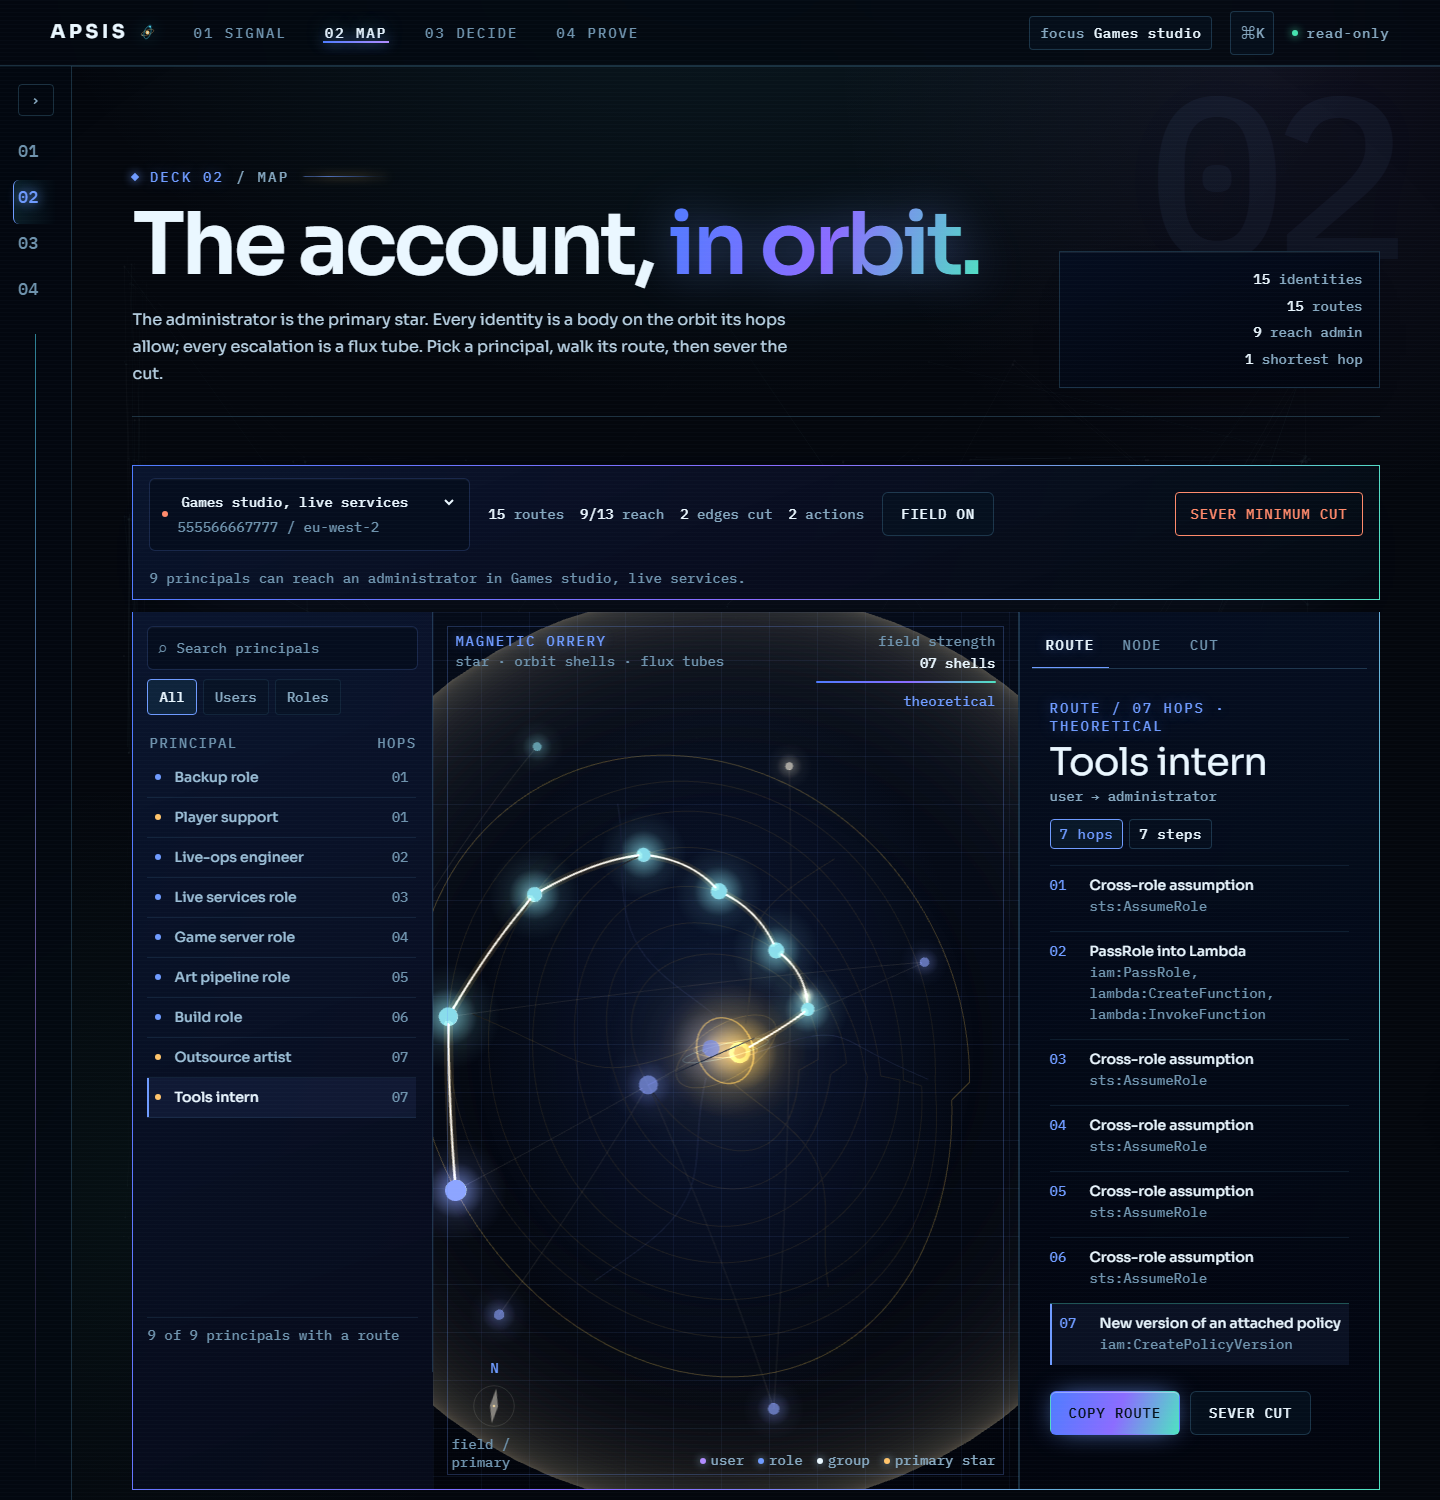 APSIS
01 SIGNAL
02 MAP
03 DECIDE
04 PROVE
focus Games studio
⌘K
read-only
›
01
02
03
04
02
DECK 02 / MAP
The account, in orbit.
The administrator is the primary star. Every identity is a body on the orbit its hops
allow; every escalation is a flux tube. Pick a principal, walk its route, then sever the
cut.
15 identities
15 routes
9 reach admin
1 shortest hop
Games studio, live services
555566667777 / eu-west-2
15 routes 9/13 reach 2 edges cut 2 actions
FIELD ON
SEVER MINIMUM CUT
9 principals can reach an administrator in Games studio, live services.
Search principals
All
Users
Roles
PRINCIPAL HOPS
Backup role 01
Player support 01
Live-ops engineer 02
Live services role 03
Game server role 04
Art pipeline role 05
Build role 06
Outsource artist 07
Tools intern 07
9 of 9 principals with a route
MAGNETIC ORRERY
star · orbit shells · flux tubes
field strength
07 shells
theoretical
N
field /
primary
user role group primary star
ROUTE
NODE
CUT
ROUTE / 07 HOPS ·
THEORETICAL
Tools intern
user → administrator
7 hops
7 steps
01 Cross-role assumption
sts:AssumeRole
02 PassRole into Lambda
iam:PassRole,
lambda:CreateFunction,
lambda:InvokeFunction
03 Cross-role assumption
sts:AssumeRole
04 Cross-role assumption
sts:AssumeRole
05 Cross-role assumption
sts:AssumeRole
06 Cross-role assumption
sts:AssumeRole
07 New version of an attached policy
iam:CreatePolicyVersion
COPY ROUTE
SEVER CUT